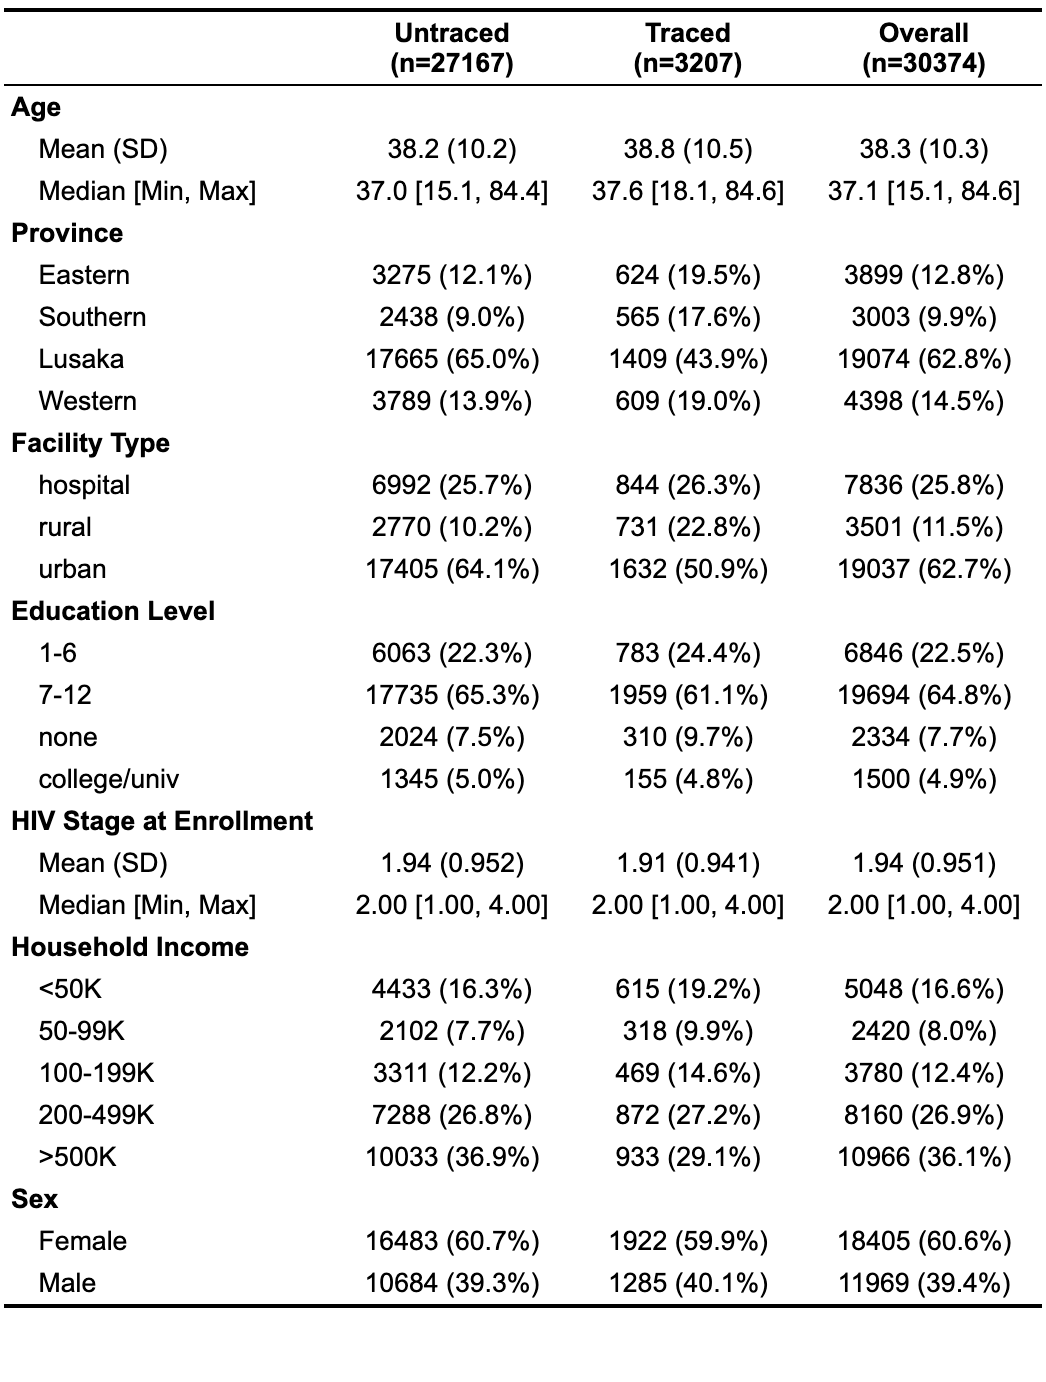 Untraced Traced Overall
(n=27167) (n=3207) (n=30374)
Age
Mean (SD) 38.2 (10.2) 38.8 (10.5) 38.3 (10.3)
Median [Min, Max] 37.0 [15.1, 84.4] 37.6 [18.1, 84.6] 37.1 [15.1, 84.6]
Province
Eastern 3275 (12.1%) 624 (19.5%) 3899 (12.8%)
Southern 2438 (9.0%) 565 (17.6%) 3003 (9.9%)
Lusaka 17665 (65.0%) 1409 (43.9%) 19074 (62.8%)
Western 3789 (13.9%) 609 (19.0%) 4398 (14.5%)
Facility Type
hospital 6992 (25.7%) 844 (26.3%) 7836 (25.8%)
rural 2770 (10.2%) 731 (22.8%) 3501 (11.5%)
urban 17405 (64.1%) 1632 (50.9%) 19037 (62.7%)
Education Level
1-6 6063 (22.3%) 783 (24.4%) 6846 (22.5%)
7-12 17735 (65.3%) 1959 (61.1%) 19694 (64.8%)
none 2024 (7.5%) 310 (9.7%) 2334 (7.7%)
college/univ 1345 (5.0%) 155 (4.8%) 1500 (4.9%)
HIV Stage at Enrollment
Mean (SD) 1.94 (0.952) 1.91 (0.941) 1.94 (0.951)
Median [Min, Max] 2.00 [1.00, 4.00] 2.00 [1.00, 4.00] 2.00 [1.00, 4.00]
Household Income
<50K 4433 (16.3%) 615 (19.2%) 5048 (16.6%)
50-99K 2102 (7.7%) 318 (9.9%) 2420 (8.0%)
100-199K 3311 (12.2%) 469 (14.6%) 3780 (12.4%)
200-499K 7288 (26.8%) 872 (27.2%) 8160 (26.9%)
>500K 10033 (36.9%) 933 (29.1%) 10966 (36.1%)
Sex
Female 16483 (60.7%) 1922 (59.9%) 18405 (60.6%)
Male 10684 (39.3%) 1285 (40.1%) 11969 (39.4%)